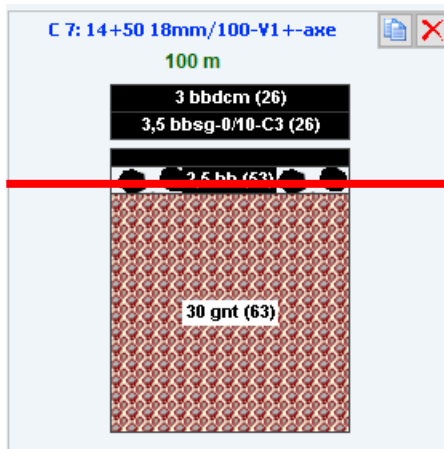 C 7: 14+50 18mm/100-V1+-axe
100 m
3 bbdcm (26)
3,5 bbsg-0/10-C3 (26)
2,5 bb (53)
30 gnt (63)